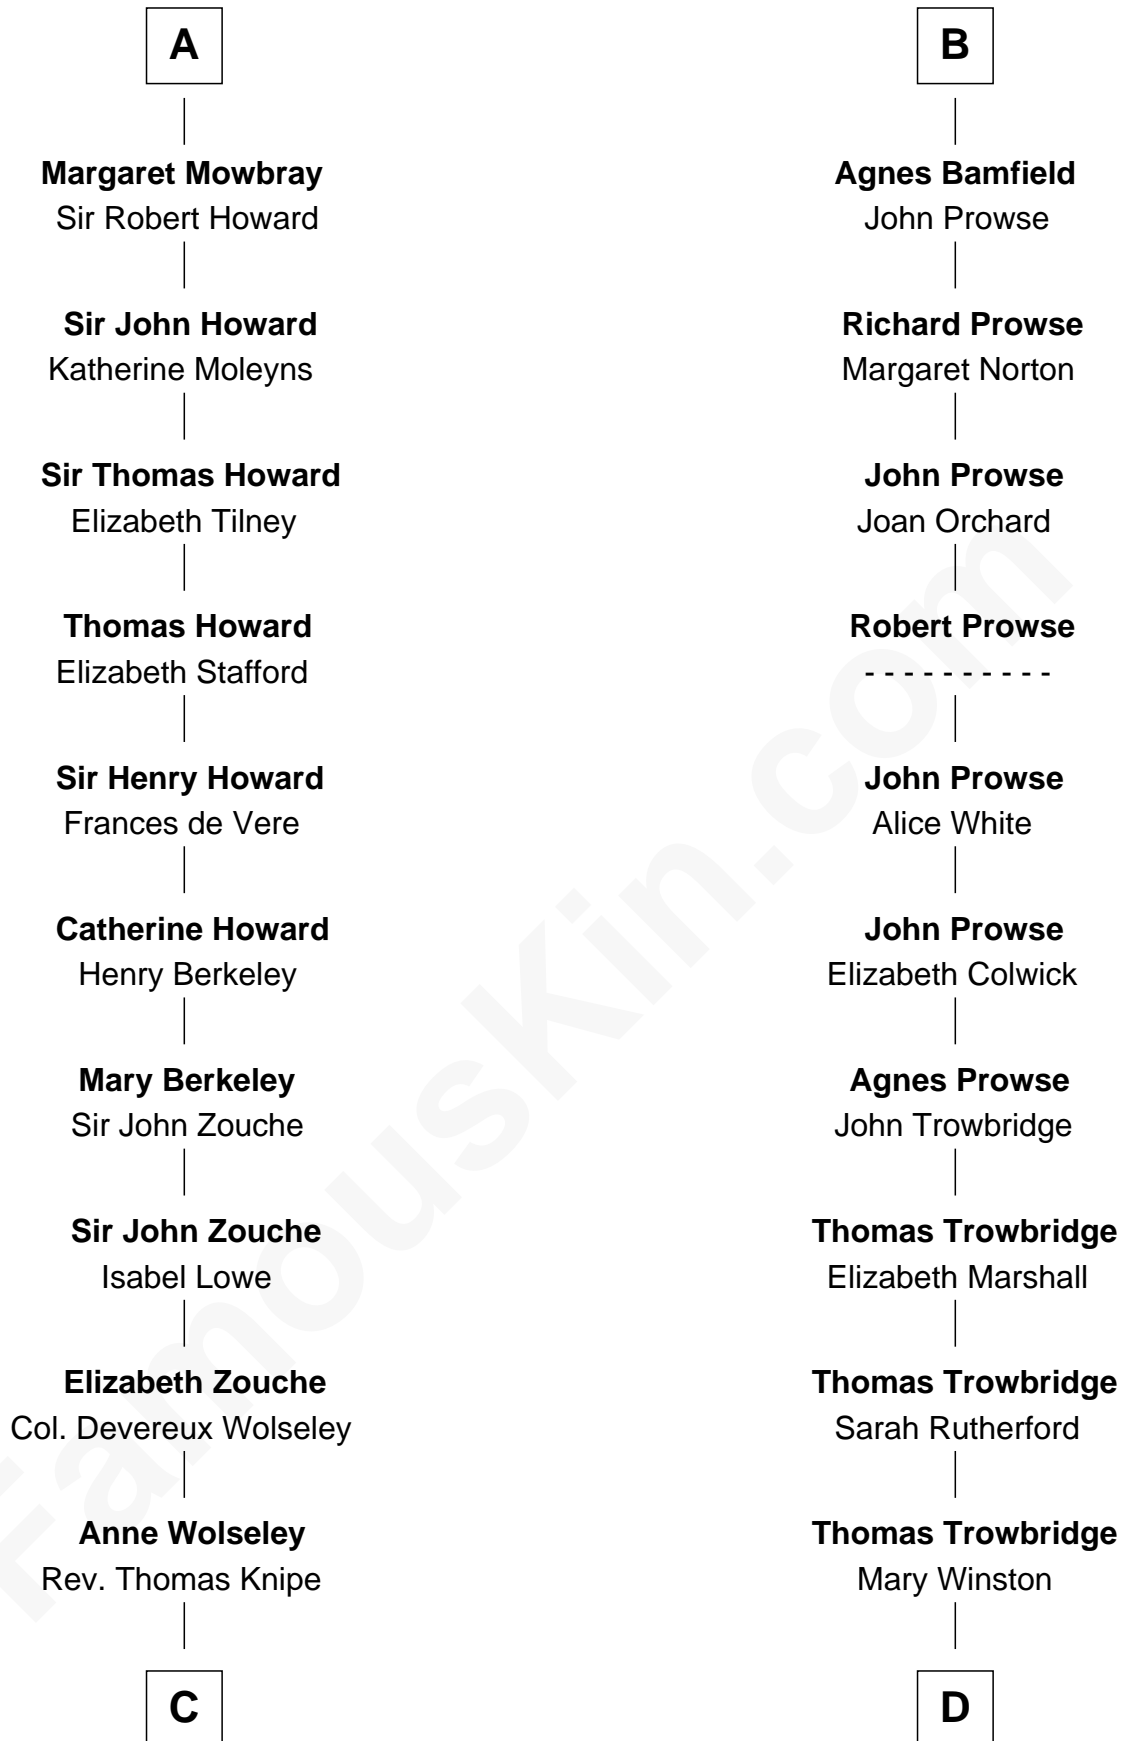 A
Margaret Mowbray
Sir Robert Howard
Sir John Howard
Katherine Moleyns
Sir Thomas Howard
Elizabeth Tilney
Thomas Howard
Elizabeth Stafford
Sir Henry Howard
Frances de Vere
Catherine Howard
Henry Berkeley
Mary Berkeley
Sir John Zouche
Sir John Zouche
Isabel Lowe
Elizabeth Zouche
Col. Devereux Wolseley
Anne Wolseley
Rev. Thomas Knipe
C
B
Agnes Bamfield
John Prowse
Richard Prowse
Margaret Norton
John Prowse
Joan Orchard
Robert Prowse
- - - - - - - - - -
John Prowse
Alice White
John Prowse
Elizabeth Colwick
Agnes Prowse
John Trowbridge
Thomas Trowbridge
Elizabeth Marshall
Thomas Trowbridge
Sarah Rutherford
Thomas Trowbridge
Mary Winston
D
FamousKin.com